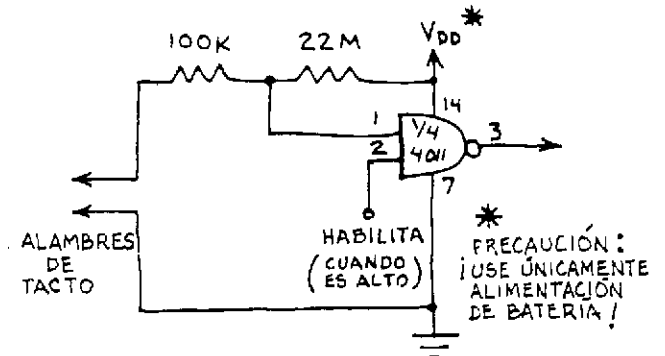 100K
22M
VDD *
14
1
1/4
4011
2
3
7
ALAMBRES
DE
TACTO
HABILITA
(CUANDO
ES ALTO)
*
PRECAUCIÓN:
¡USE ÚNICAMENTE
ALIMENTACIÓN
DE BATERÍA!